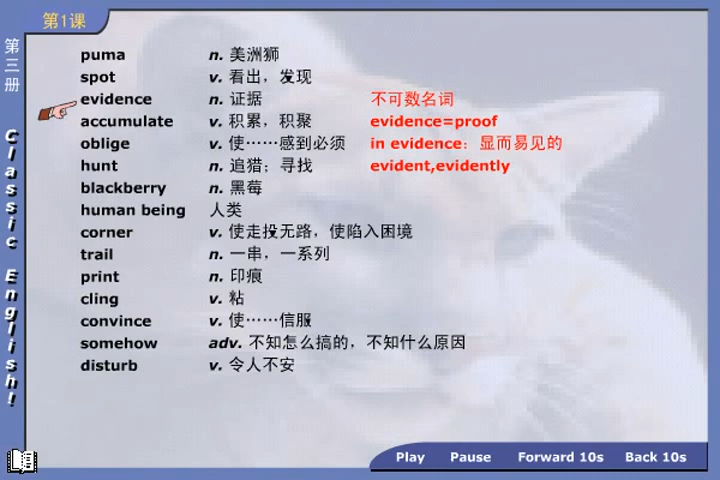 第1课
第三册
Classic English!
puma n. 美洲狮
spot v. 看出，发现
evidence n. 证据 不可数名词
accumulate v. 积累，积聚 evidence=proof
oblige v. 使……感到必须 in evidence：显而易见的
hunt n. 追猎；寻找 evident,evidently
blackberry n. 黑莓
human being 人类
corner v. 使走投无路，使陷入困境
trail n. 一串，一系列
print n. 印痕
cling v. 粘
convince v. 使……信服
somehow adv. 不知怎么搞的，不知什么原因
disturb v. 令人不安
Play Pause Forward 10s Back 10s